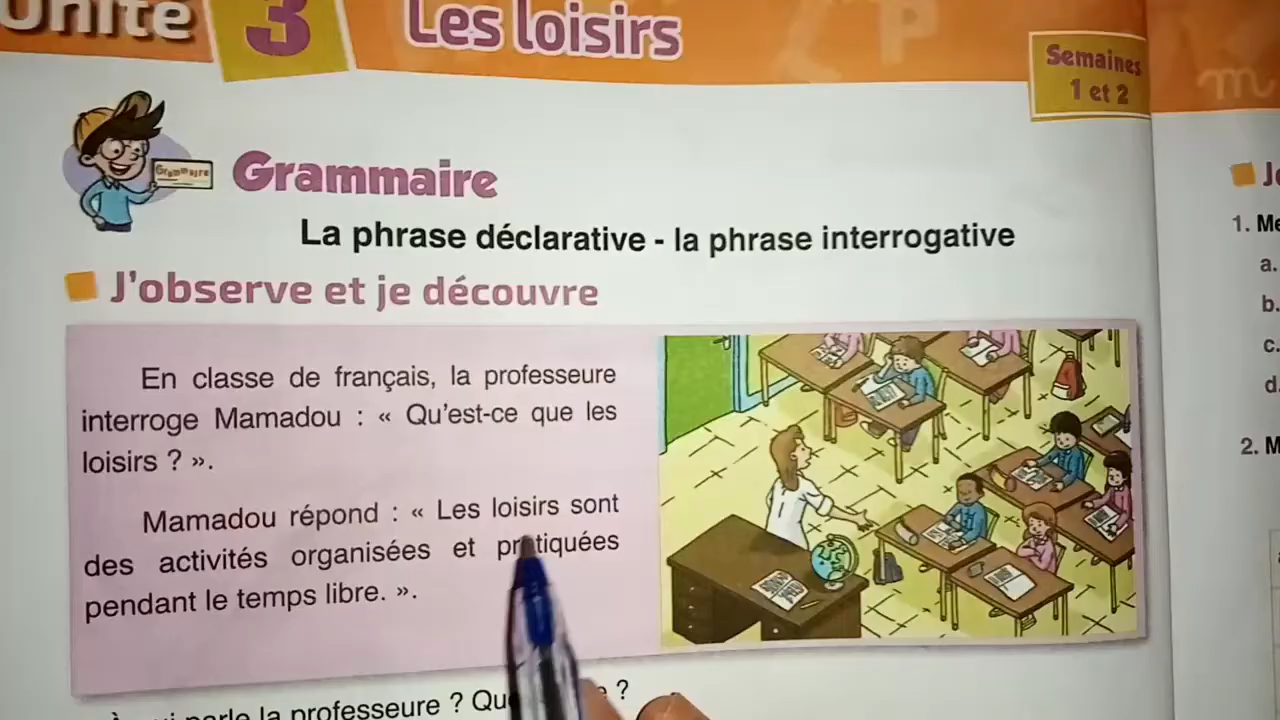 Unité 3 Les loisirs
Semaines
1 et 2
Grammaire
Grammaire
La phrase déclarative - la phrase interrogative
J'observe et je découvre
En classe de français, la professeure
interroge Mamadou : « Qu'est-ce que les
loisirs ? ».
Mamadou répond : « Les loisirs sont
des activités organisées et pratiquées
pendant le temps libre. ».
parle la professeure ?
?
1.
a.
b.
c.
d.
2.